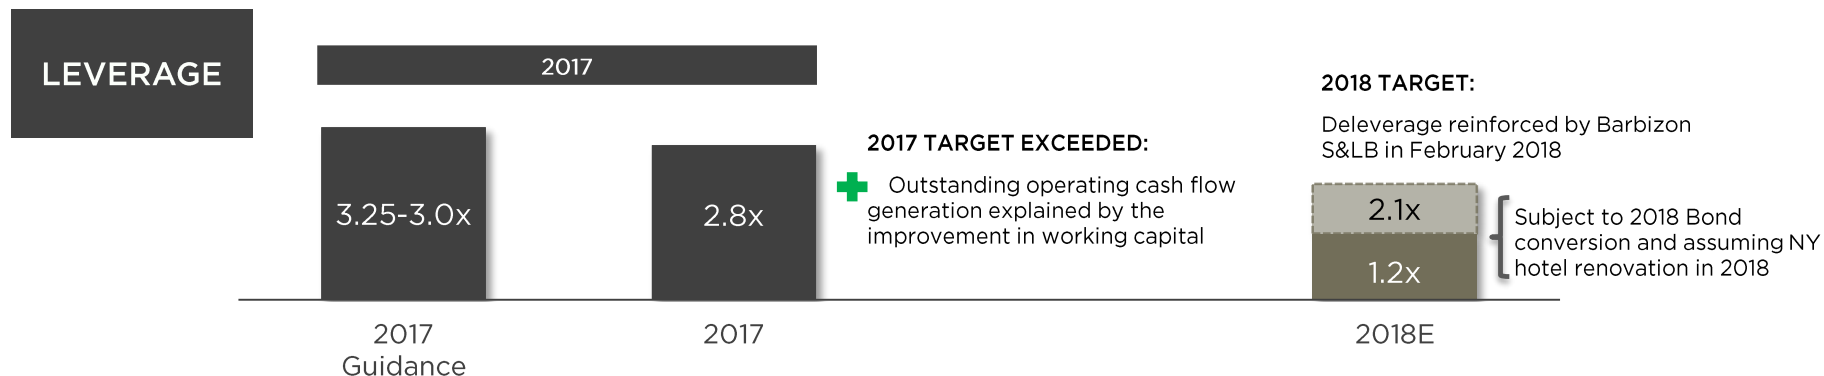 LEVERAGE
2017
3.25-3.0x
2017
Guidance
2.8x
2017
2017 TARGET EXCEEDED:
Outstanding operating cash flow
generation explained by the
improvement in working capital
2018 TARGET:
Deleverage reinforced by Barbizon
S&LB in February 2018
2.1x
1.2x
2018E
Subject to 2018 Bond
conversion and assuming NY
hotel renovation in 2018